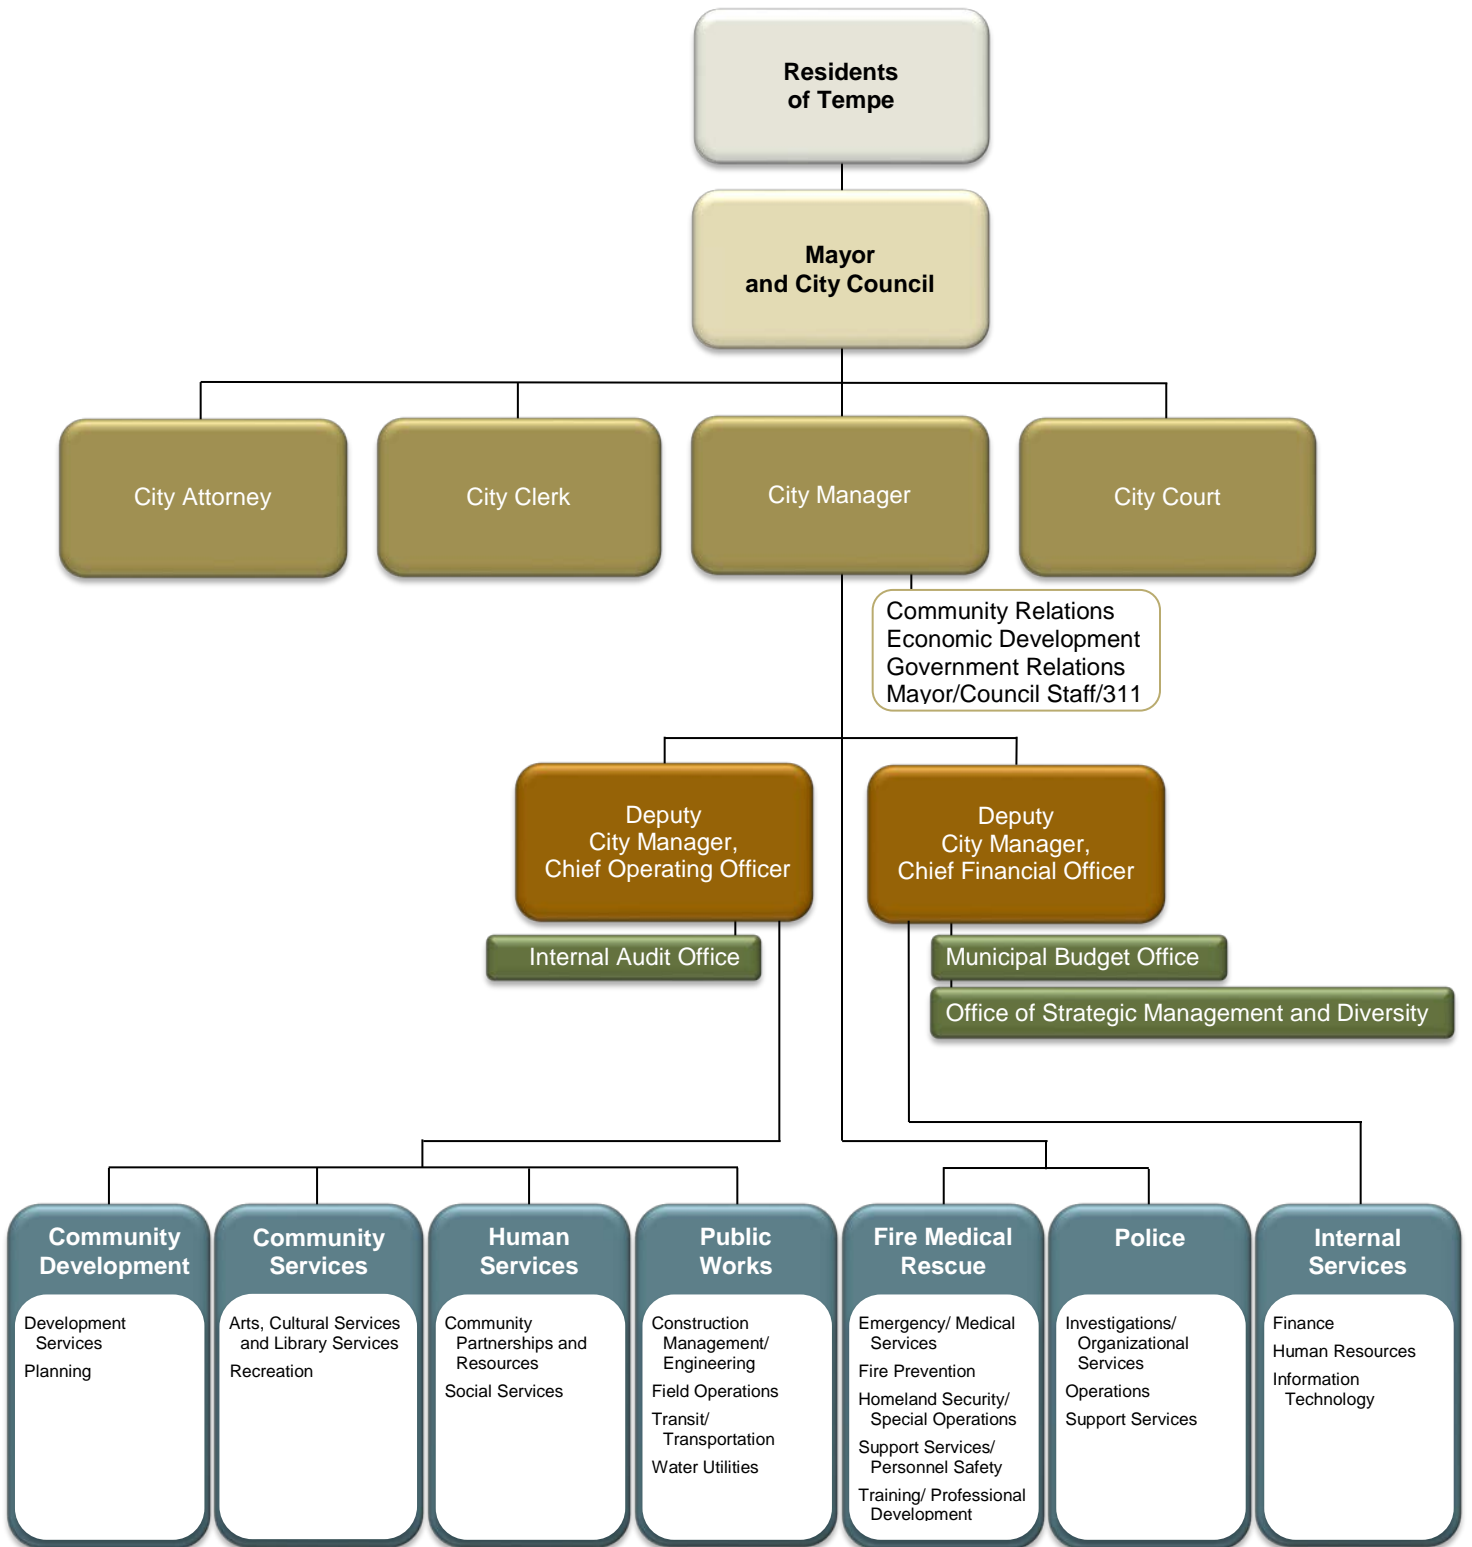 Residents
of Tempe
Mayor
and City Council
City Attorney
City Clerk
City Manager
City Court
Community Relations
Economic Development
Government Relations
Mayor/Council Staff/311
Deputy
City Manager,
Chief Operating Officer
Deputy
City Manager,
Chief Financial Officer
Internal Audit Office
Municipal Budget Office
Office of Strategic Management and Diversity
Community
Development
Development
Services
Planning
Community
Services
Arts, Cultural Services
and Library Services
Recreation
Human
Services
Community
Partnerships and
Resources
Social Services
Public
Works
Construction
Management/
Engineering
Field Operations
Transit/
Transportation
Water Utilities
Fire Medical
Rescue
Emergency/ Medical
Services
Fire Prevention
Homeland Security/
Special Operations
Support Services/
Personnel Safety
Training/ Professional
Development
Police
Investigations/
Organizational
Services
Operations
Support Services
Internal
Services
Finance
Human Resources
Information
Technology